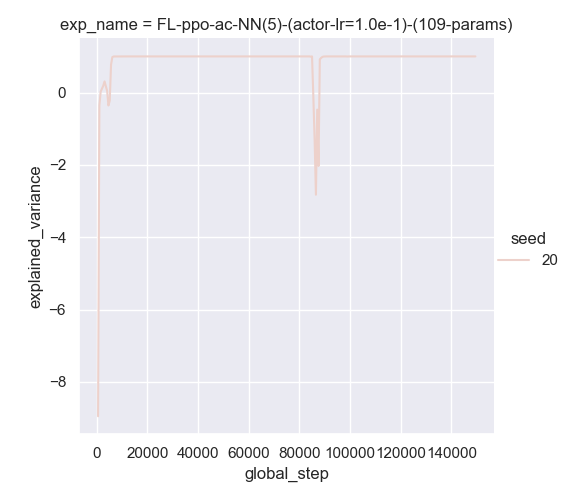 exp_name = FL-ppo-ac-NN(5)-(actor-lr=1.0e-1)-(109-params)
0
−2
−4
−6
−8
explained_variance
seed
20
0 20000 40000 60000 80000 100000 120000 140000
global_step